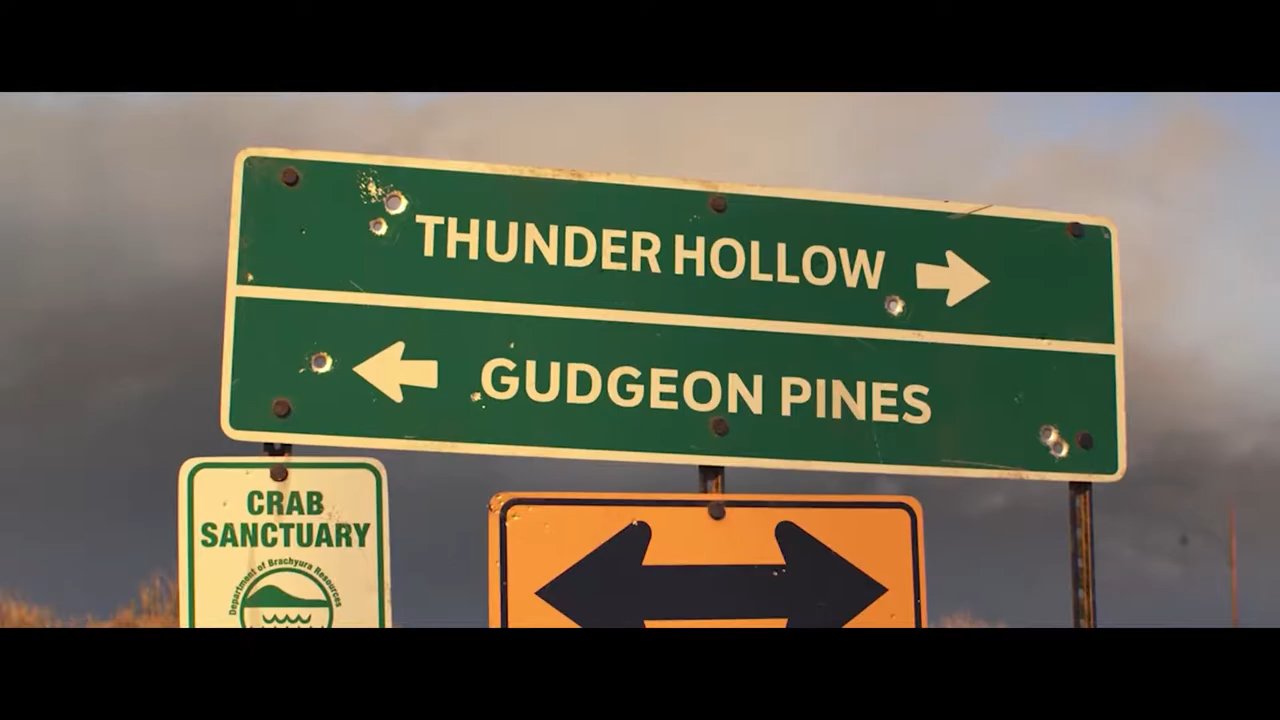 THUNDER HOLLOW
GUDGEON PINES
CRAB
SANCTUARY
Department of Brachyura Resources